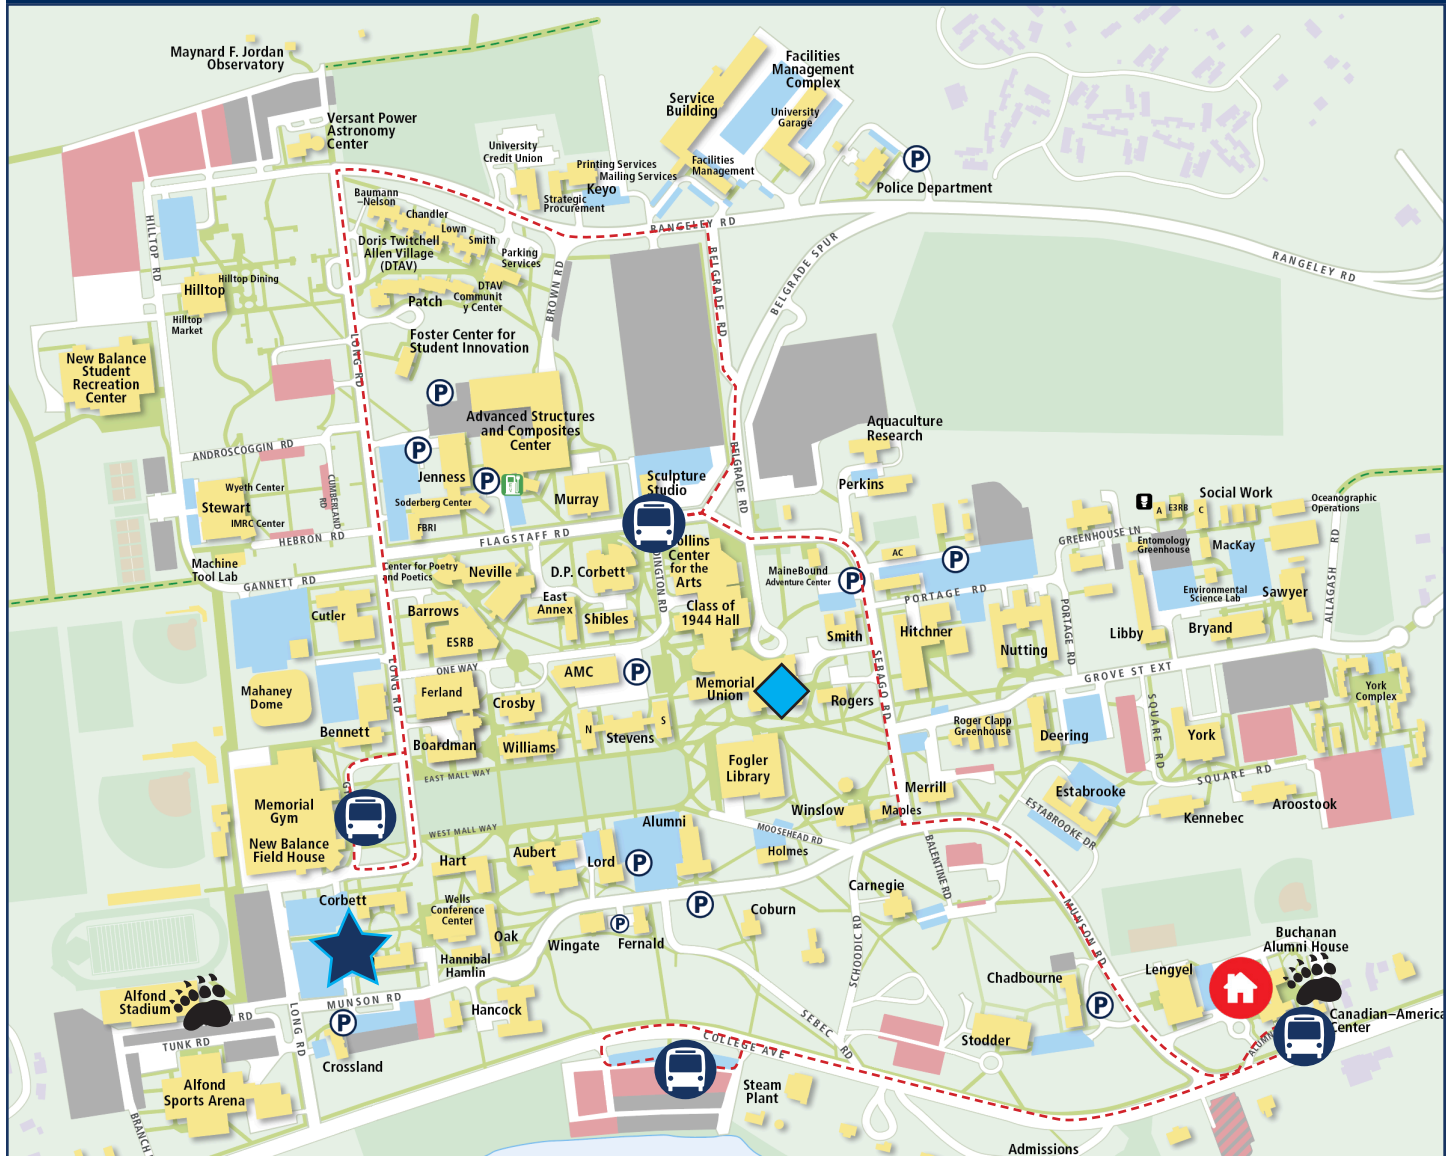 Maynard F. Jordan
Observatory
Versant Power
Astronomy
Center
Facilities
Management
Complex
Service
Building
University
Garage
University
Credit Union
Printing Services
Mailing Services
Keyo
Strategic
Procurement
Facilities
Management
P
Police Department
Baumann
–Nelson
Chandler
Lown
Smith
Doris Twitchell
Allen Village
(DTAV)
Parking
Services
RANGELEY RD
RANGELEY RD
HILLTOP RD
BELGRADE RD
BELGRADE SPUR
BROWN RD
Hilltop Dining
Hilltop
Hilltop
Market
DTAV
Communit
y Center
Patch
Foster Center for
Student Innovation
LONG RD
New Balance
Student
Recreation
Center
P
Advanced Structures
and Composites
Center
Aquaculture
Research
ANDROSCOGGIN RD
P
Jenness
P
Sculpture
Studio
BELGRADE RD
Perkins
Wyeth Center
Stewart
IMRC Center
CUMBERLAND
RD
Soderberg Center
FBRI
Murray
Social Work
A
E3RB
C
Oceanographic
Operations
HEBRON RD
FLAGSTAFF RD
GREENHOUSE LN
Entomology
Greenhouse
MacKay
ALLAGASH RD
Machine
Tool Lab
GANNETT RD
Center for Poetry
and Poetics
Neville
D.P. Corbett
Collins
Center
for the
Arts
MaineBound
Adventure Center
P
AC
P
PORTAGE RD
Environmental
Science Lab
Sawyer
Cutler
Barrows
East
Annex
Shibles
Class of
1944 Hall
Smith
Hitchner
Nutting
PORTAGE RD
Libby
Bryand
ESRB
ONE WAY
AMC
P
Memorial
Union
Rogers
SEBAGO RD
GROVE ST EXT
York
Complex
Mahaney
Dome
LONG RD
Ferland
Crosby
Bennett
Boardman
Williams
N
Stevens
S
Roger Clapp
Greenhouse
Deering
SQUARE RD
York
Fogler
Library
EAST MALL WAY
SQUARE RD
Memorial
Gym
New Balance
Field House
WEST MALL WAY
Alumni
Winslow
Maples
Merrill
Estabrooke
Kennebec
Aroostook
MOOSEHEAD RD
Holmes
ESTABROOKE DR
Hart
Aubert
Lord
P
BALENTINE RD
Carnegie
Corbett
Wells
Conference
Center
Oak
P
P
Coburn
Wingate
Fernald
SCHOODIC RD
MUNSON RD
Hannibal
Hamlin
Buchanan
Alumni House
Lengyel
Chadbourne
P
Alfond
Stadium
MUNSON RD
RD
P
Hancock
TUNK RD
LONG RD
Crossland
SEBEC RD
COLLEGE AVE
Stodder
Canadian–America
Center
Alfond
Sports Arena
Steam
Plant
BRANCH
Admissions